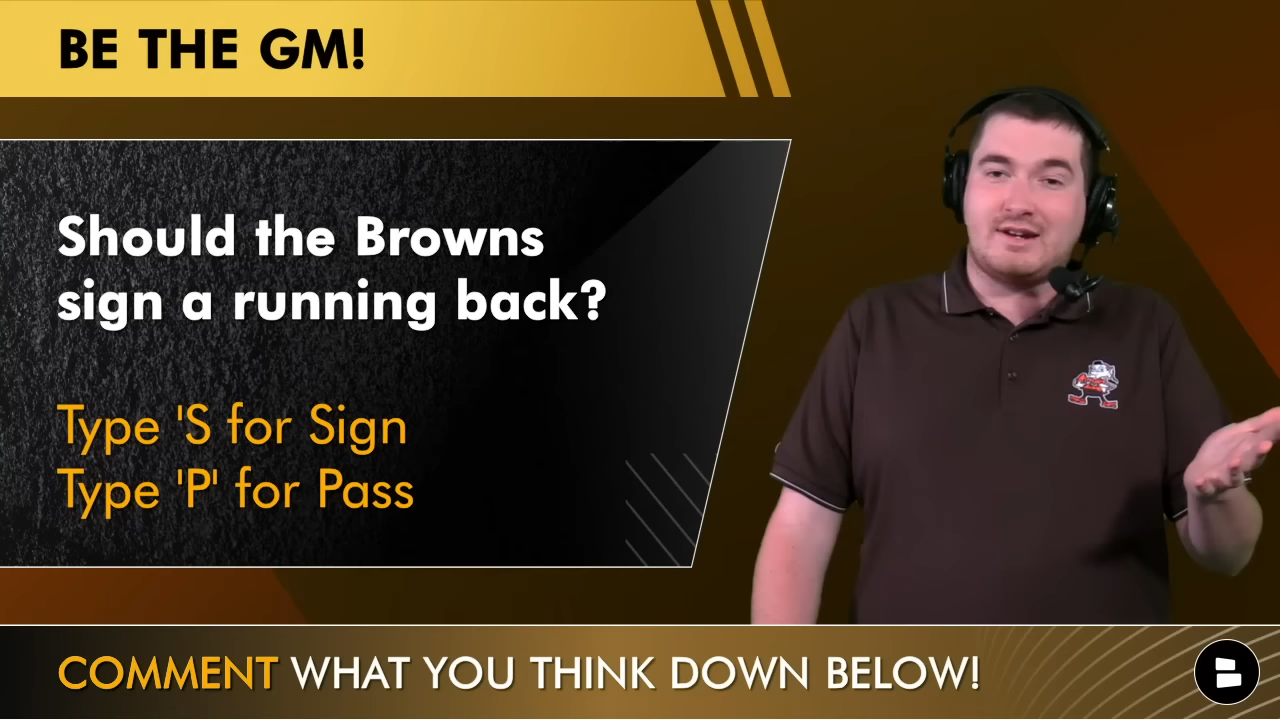 BE THE GM!
Should the Browns
sign a running back?
Type 'S for Sign
Type 'P' for Pass
COMMENT WHAT YOU THINK DOWN BELOW!